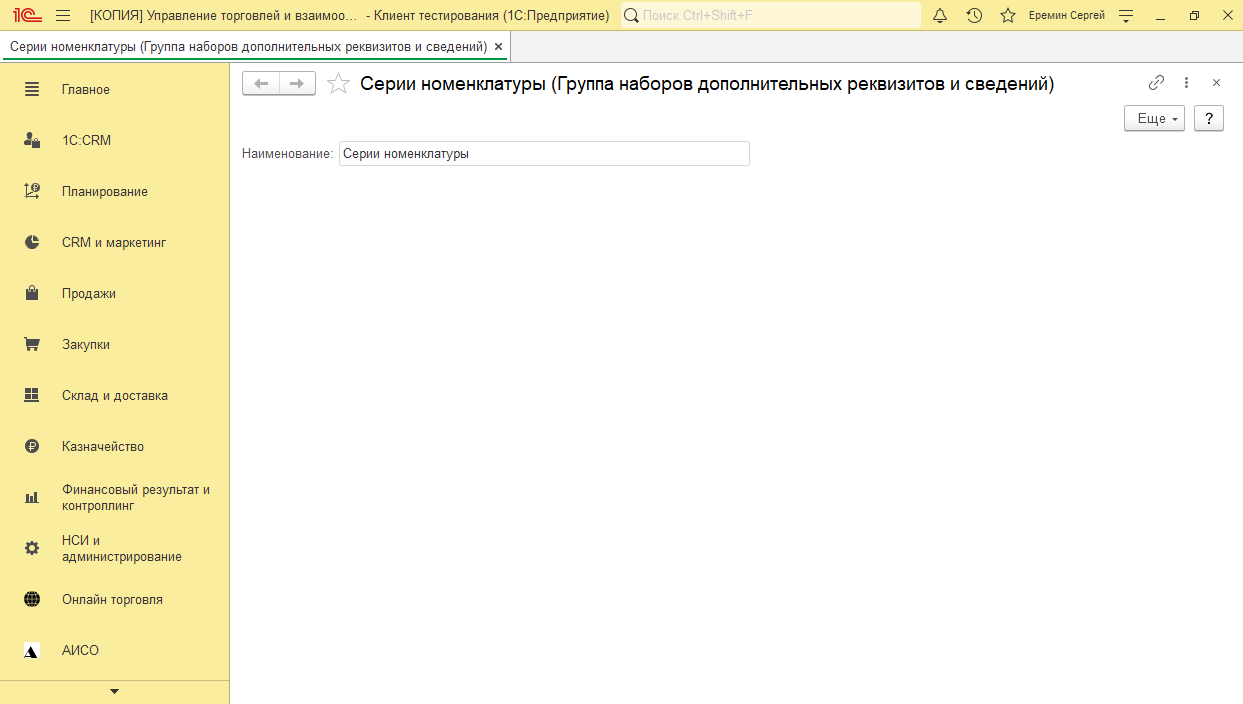 1С [КОПИЯ] Управление торговлей и взаимоо... - Клиент тестирования (1С:Предприятие) Поиск Ctrl+Shift+F Еремин Сергей
Серии номенклатуры (Группа наборов дополнительных реквизитов и сведений)
Серии номенклатуры (Группа наборов дополнительных реквизитов и сведений)
Еще ?
Наименование: Серии номенклатуры
Главное
1С:CRM
Планирование
CRM и маркетинг
Продажи
Закупки
Склад и доставка
Казначейство
Финансовый результат и
контроллинг
НСИ и
администрирование
Онлайн торговля
АИСО